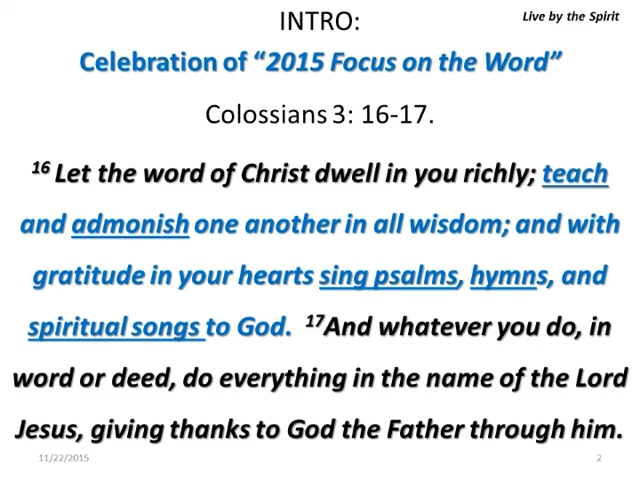 INTRO:
Live by the Spirit
Celebration of “2015 Focus on the Word”
Colossians 3: 16-17.
16 Let the word of Christ dwell in you richly; teach
and admonish one another in all wisdom; and with
gratitude in your hearts sing psalms, hymns, and
spiritual songs to God. 17And whatever you do, in
word or deed, do everything in the name of the Lord
Jesus, giving thanks to God the Father through him.
11/22/2015
2